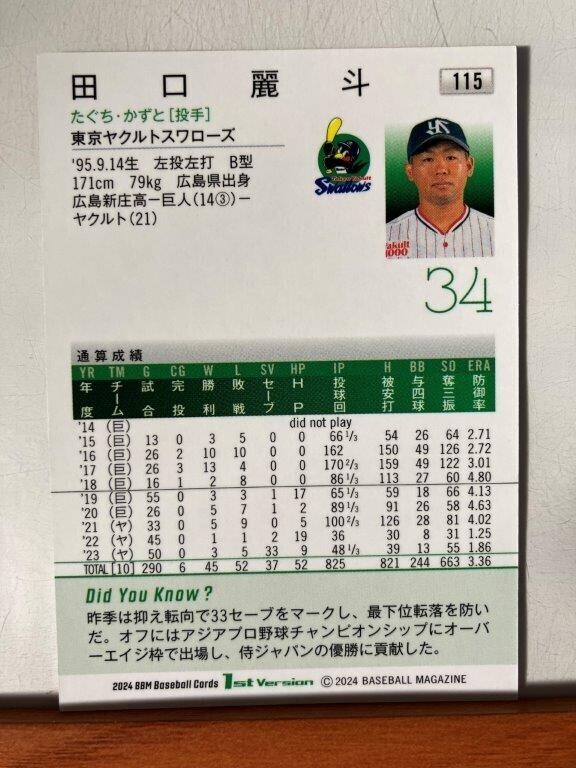 田口麗斗
115
たぐち・かずと[投手]
東京ヤクルトスワローズ
'95.9.14生 左投左打 B型
171cm 79kg 広島県出身
広島新庄高ー巨人(14③)ー
ヤクルト(21)
Tokyo Yakult
Swallows
YS
Yakult
1000
34
通算成績
YR TM G CG W L SV HP IP H BB SO ERA
年度 チーム 試合 完投 勝利 敗戦 セーブ HP 投球回 被安打 与四球 奪三振 防御率
'14 (巨) did not play
'15 (巨) 13 0 3 5 0 0 66 1/3 54 26 64 2.71
'16 (巨) 26 2 10 10 0 0 162 150 49 126 2.72
'17 (巨) 26 3 13 4 0 0 170 2/3 159 49 122 3.01
'18 (巨) 16 1 2 8 0 0 86 1/3 113 27 60 4.80
'19 (巨) 55 0 3 3 1 17 65 1/3 59 18 66 4.13
'20 (巨) 26 0 5 7 1 2 89 1/3 91 26 58 4.63
'21 (ヤ) 33 0 5 9 0 5 100 2/3 126 28 81 4.02
'22 (ヤ) 45 0 1 1 2 19 36 30 8 31 1.25
'23 (ヤ) 50 0 3 5 33 9 48 1/3 39 13 55 1.86
TOTAL [10] 290 6 45 52 37 52 825 821 244 663 3.36
Did You Know?
昨季は抑え転向で33セーブをマークし、最下位転落を防い
だ。オフにはアジアプロ野球チャンピオンシップにオーバ
ーエイジ枠で出場し、侍ジャパンの優勝に貢献した。
2024 BBM Baseball Cards 1st Version Ⓒ2024 BASEBALL MAGAZINE